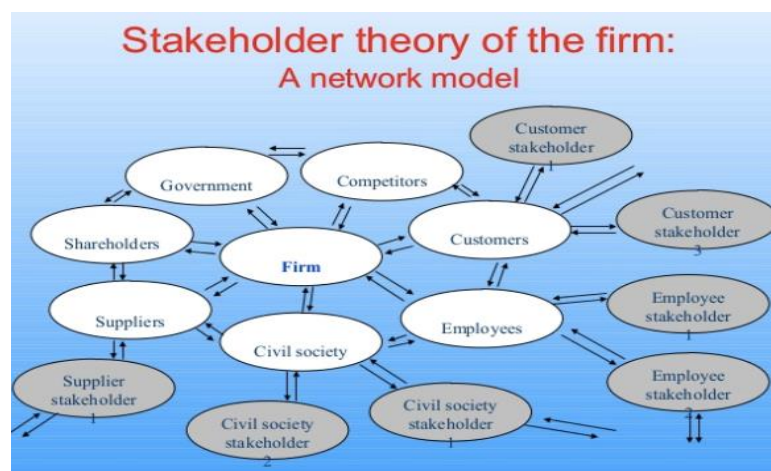 Stakeholder theory of the firm:
A network model
Customer
stakeholder
1
Government
Competitors
Shareholders
Firm
Customers
Customer
stakeholder
3
Suppliers
Civil society
Employees
Employee
stakeholder
1
Supplier
stakeholder
1
Civil society
stakeholder
2
Civil society
stakeholder
1
Employee
stakeholder
2